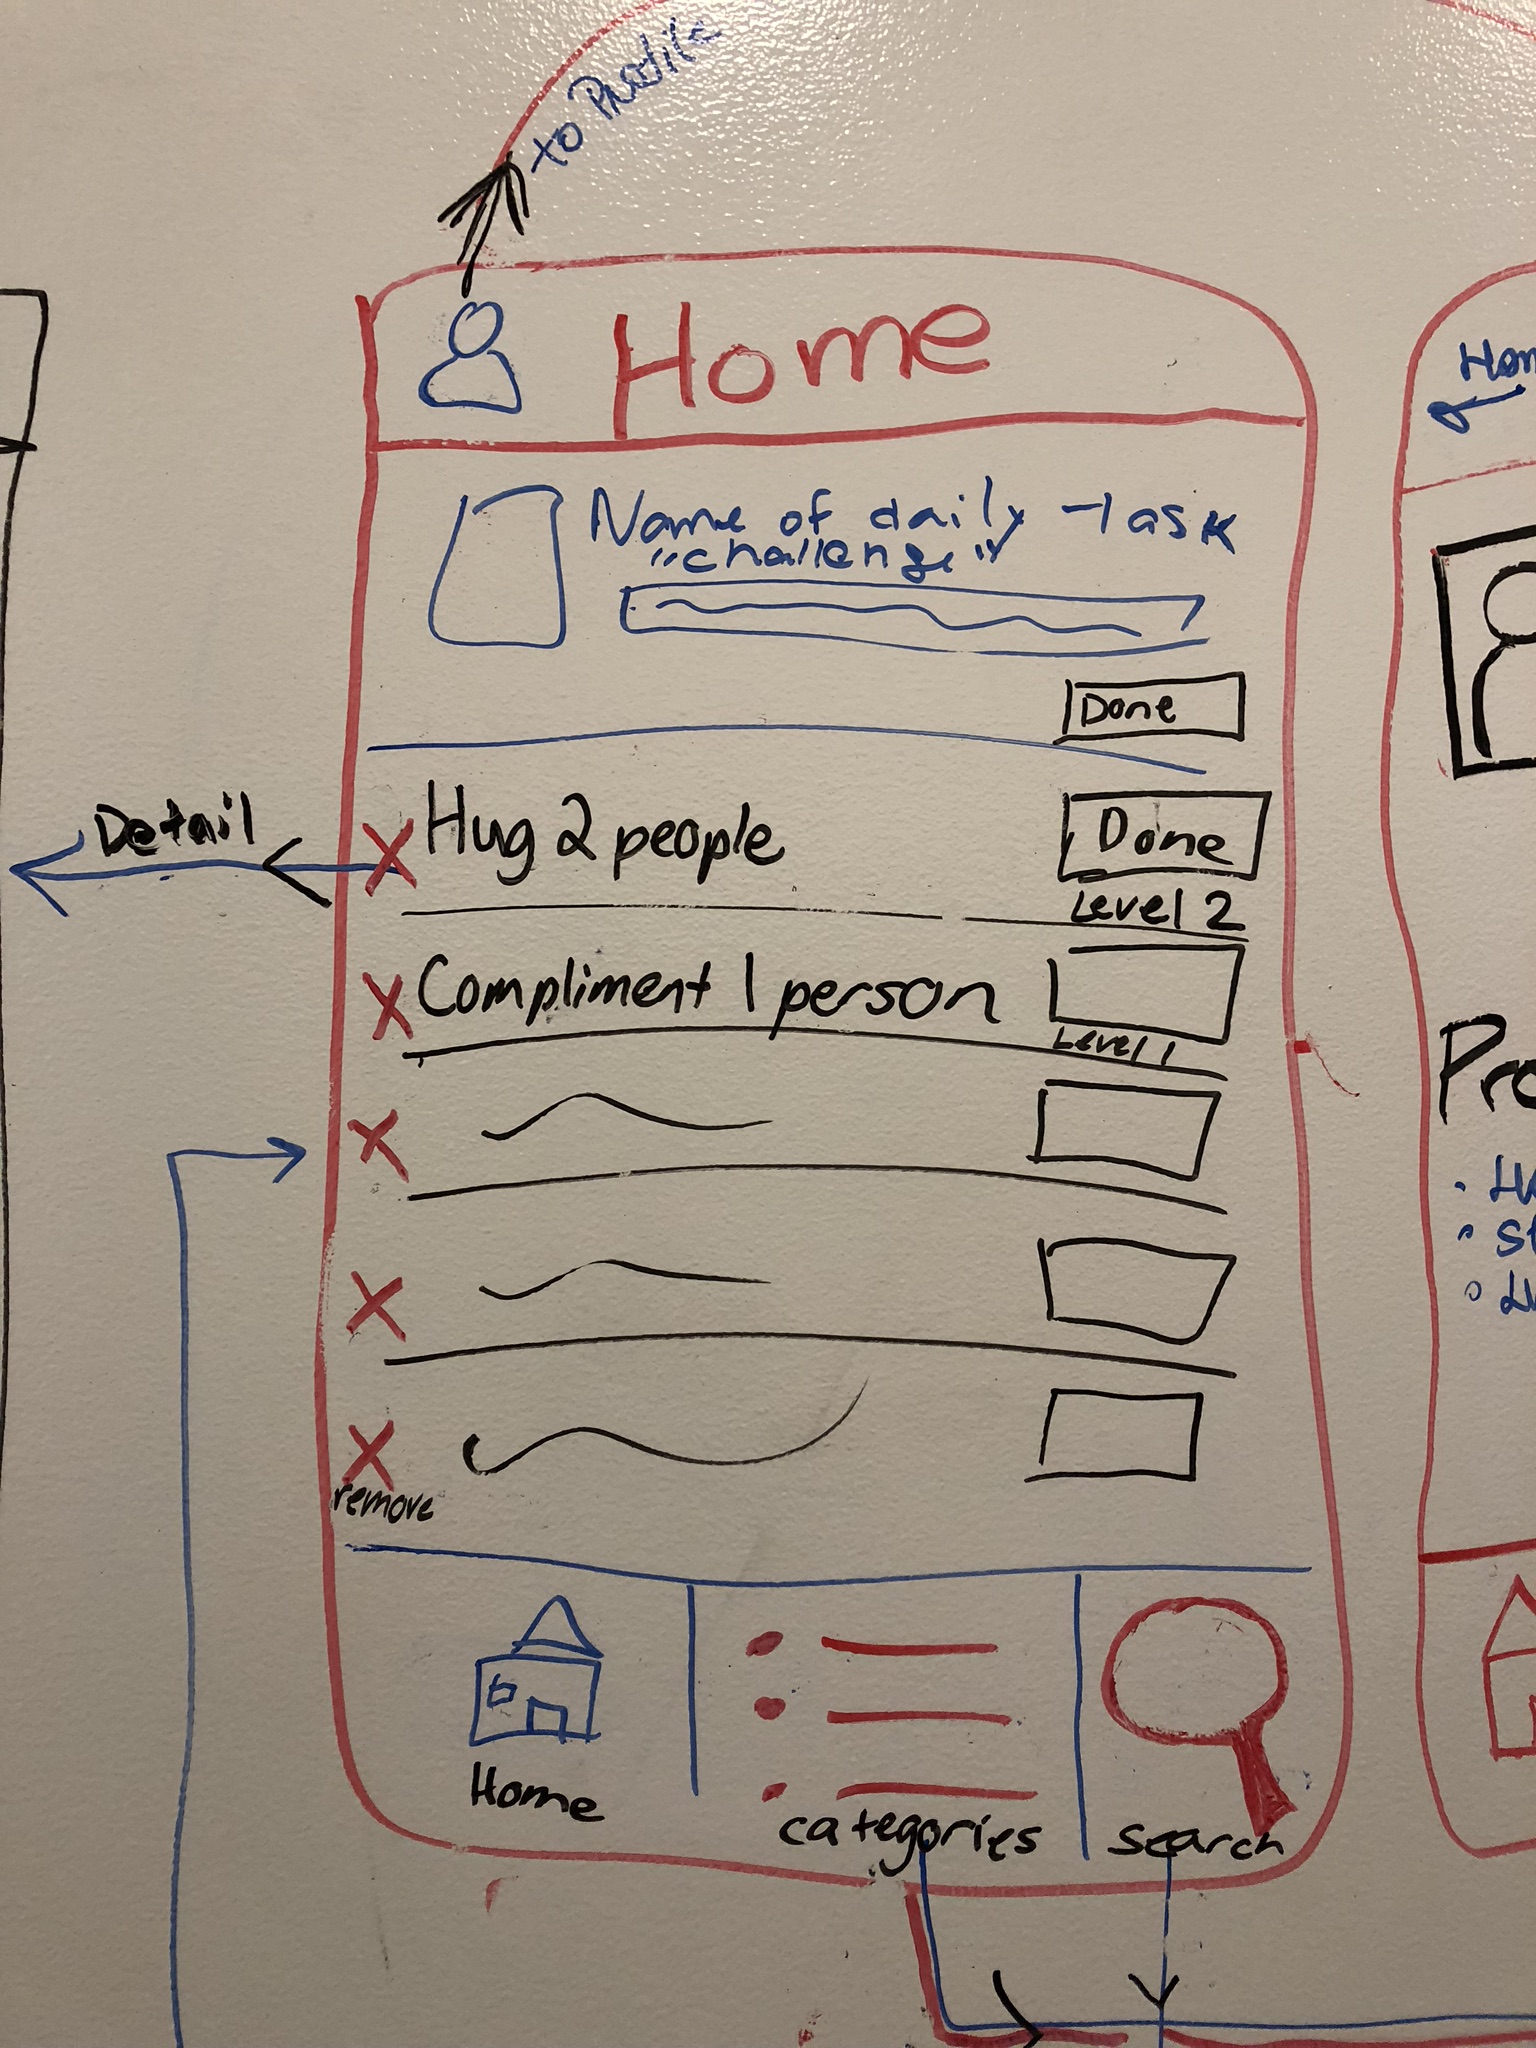 to Profile
Home
Name of daily task
"challenge"
Done
Detail
Hug 2 people
Done
Level 2
Compliment 1 person
Level 1
remove
Home
categories
search
Hom
Pro